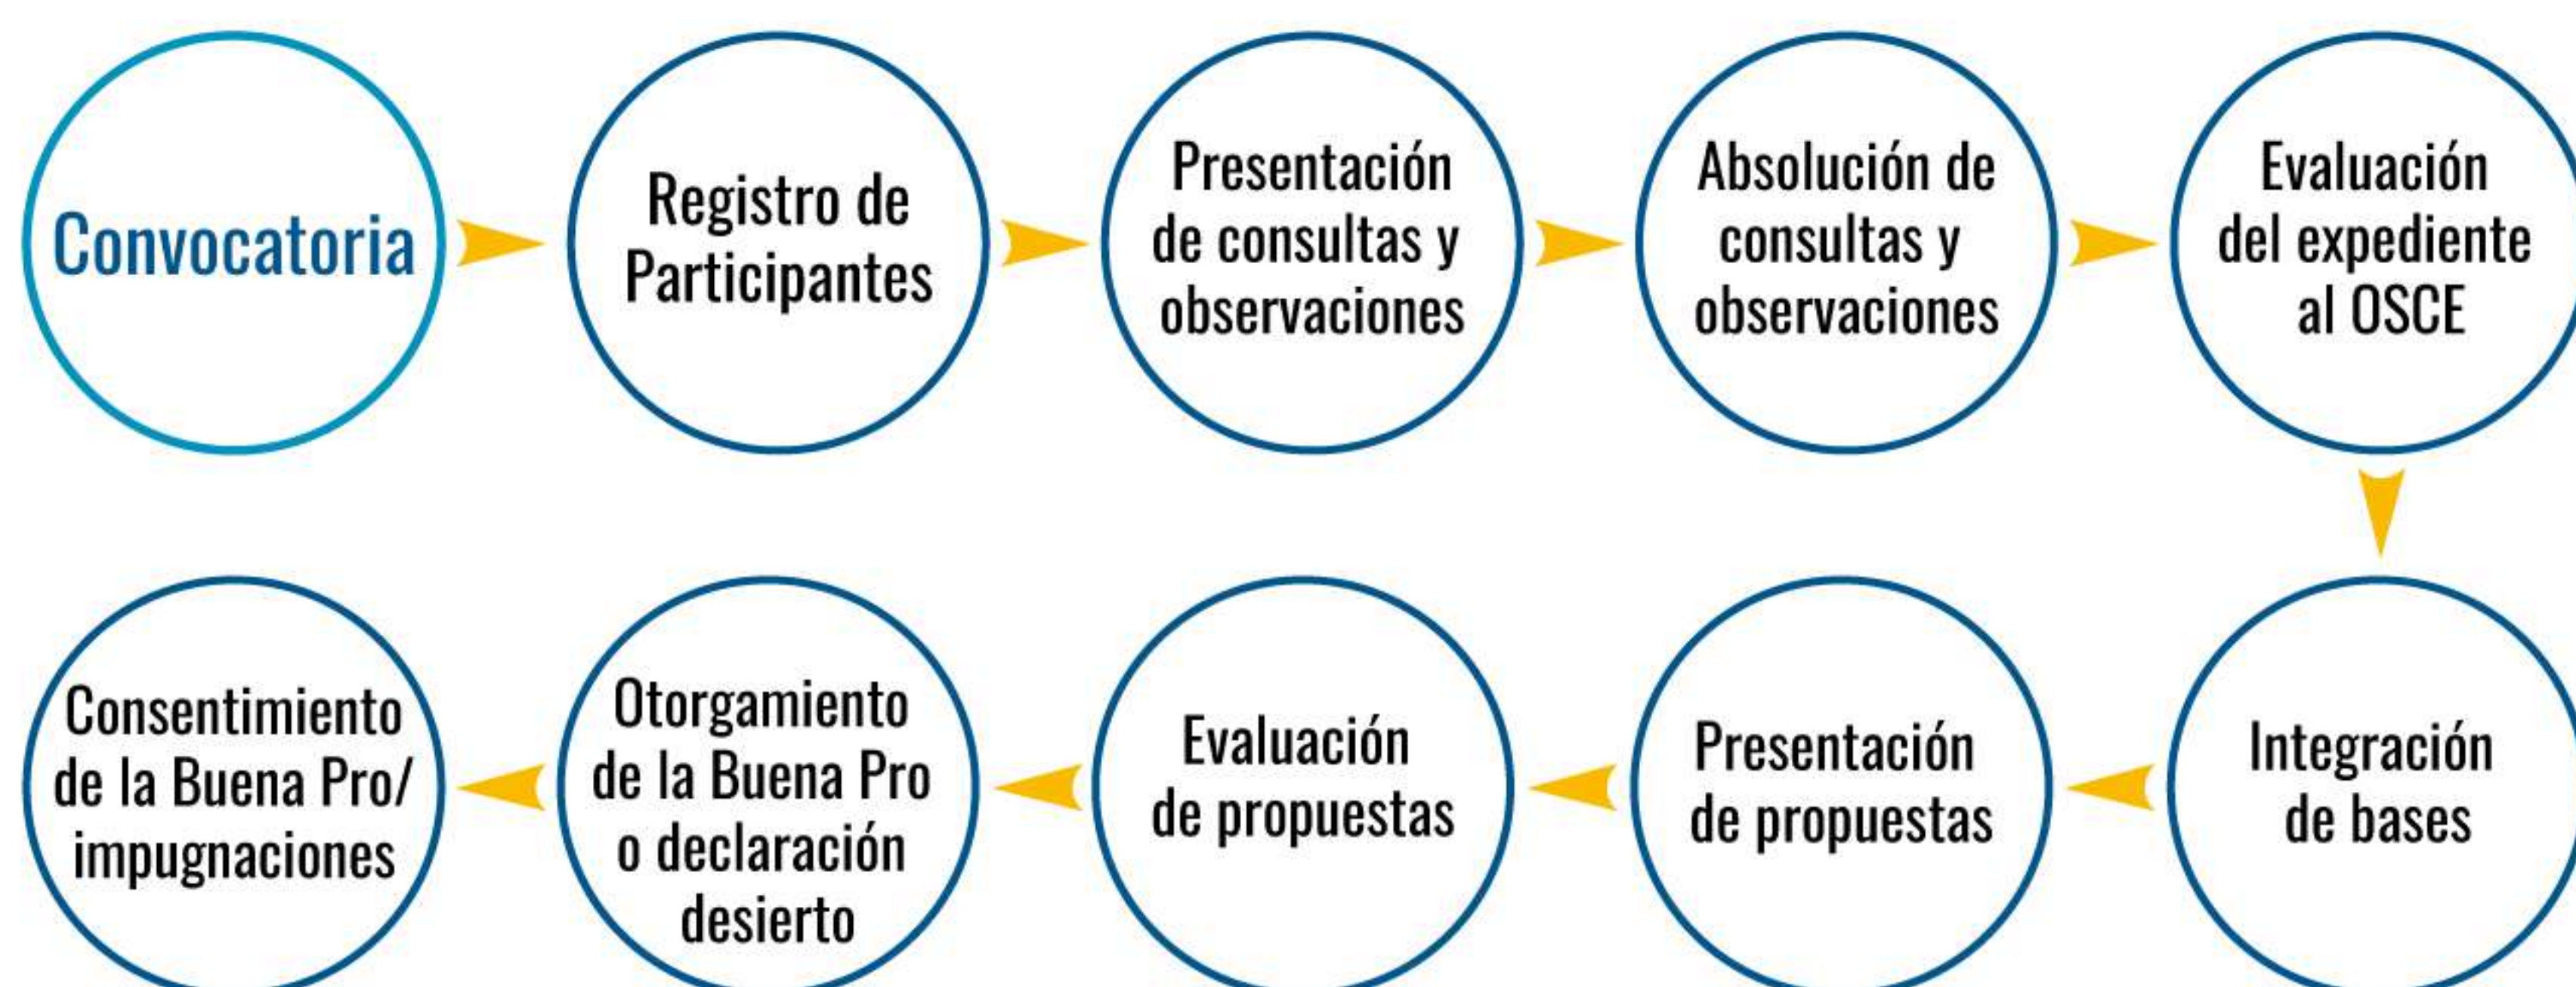 Convocatoria
Registro de
Participantes
Presentación
de consultas y
observaciones
Absolución de
consultas y
observaciones
Evaluación
del expediente
al OSCE
Integración
de bases
Presentación
de propuestas
Evaluación
de propuestas
Otorgamiento
de la Buena Pro
o declaración
desierto
Consentimiento
de la Buena Pro/
impugnaciones